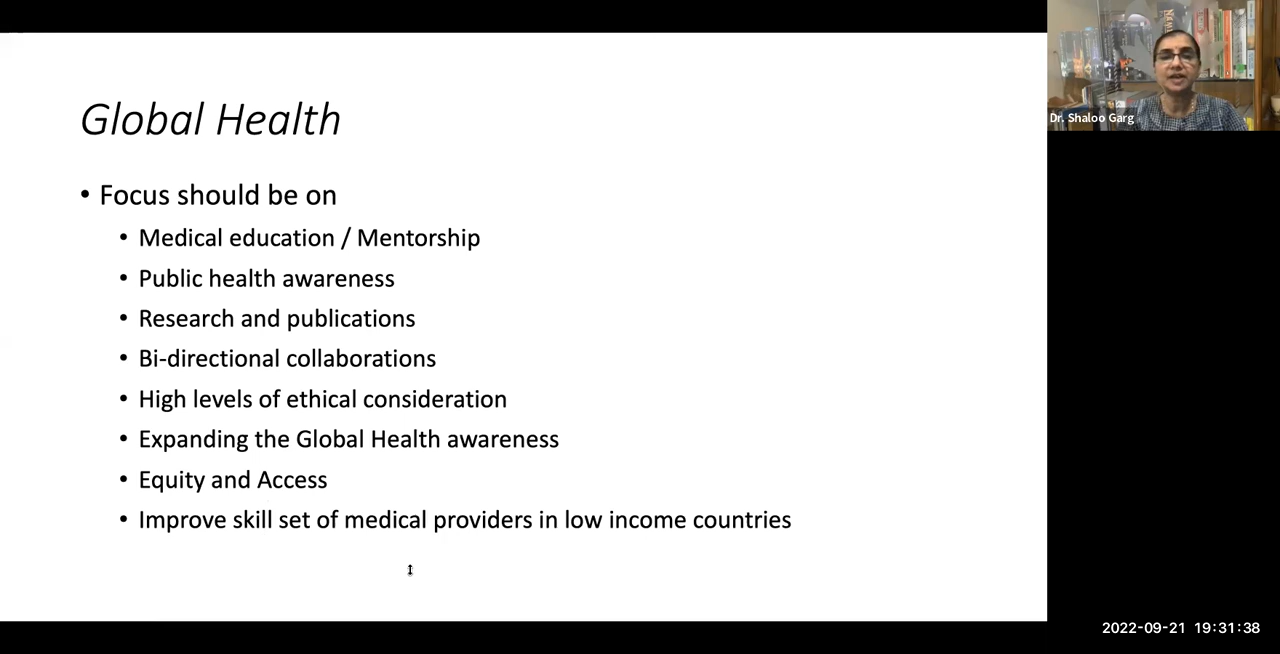 Global Health
• Focus should be on
• Medical education / Mentorship
• Public health awareness
• Research and publications
• Bi-directional collaborations
• High levels of ethical consideration
• Expanding the Global Health awareness
• Equity and Access
• Improve skill set of medical providers in low income countries
Dr. Shaloo Garg
2022-09-21 19:31:38